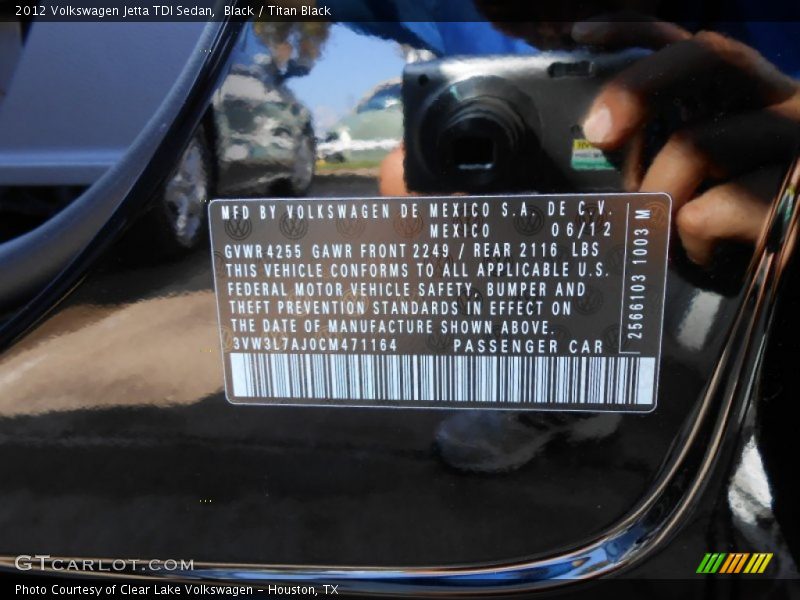 2012 Volkswagen Jetta TDI Sedan,  Black / Titan Black
MFD BY VOLKSWAGEN DE MEXICO S.A. DE C.V.
MEXICO 06/12
GVWR 4255 GAWR FRONT 2249 / REAR 2116 LBS
THIS VEHICLE CONFORMS TO ALL APPLICABLE U.S.
FEDERAL MOTOR VEHICLE SAFETY, BUMPER AND
THEFT PREVENTION STANDARDS IN EFFECT ON
THE DATE OF MANUFACTURE SHOWN ABOVE.
3VW3L7AJ0CM471164 PASSENGER CAR
2566103 1003 M
GTCARLOT.COM
Photo Courtesy of Clear Lake Volkswagen - Houston, TX